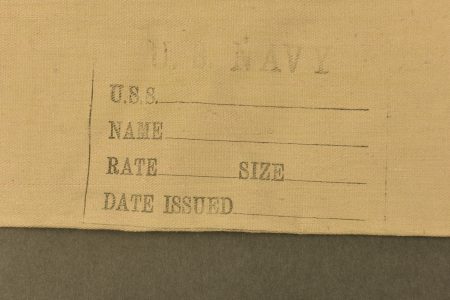 U.S. NAVY
U.S.S.
NAME
RATE SIZE
DATE ISSUED